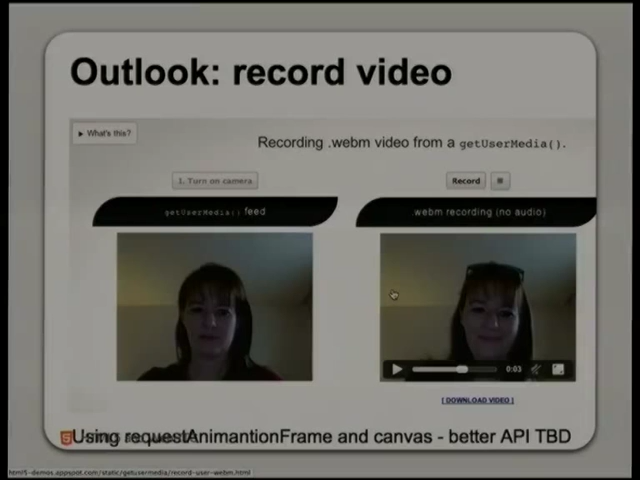 Outlook: record video
▸ What's this?
Recording .webm video from a getUserMedia().
1. Turn on camera
Record
getUserMedia() feed
webm recording (no audio)
0:03
[ DOWNLOAD VIDEO ]
Using requestAnimantionFrame and canvas - better API TBD
html5-demos.appspot.com/static/getusermedia/record-user-webm.html